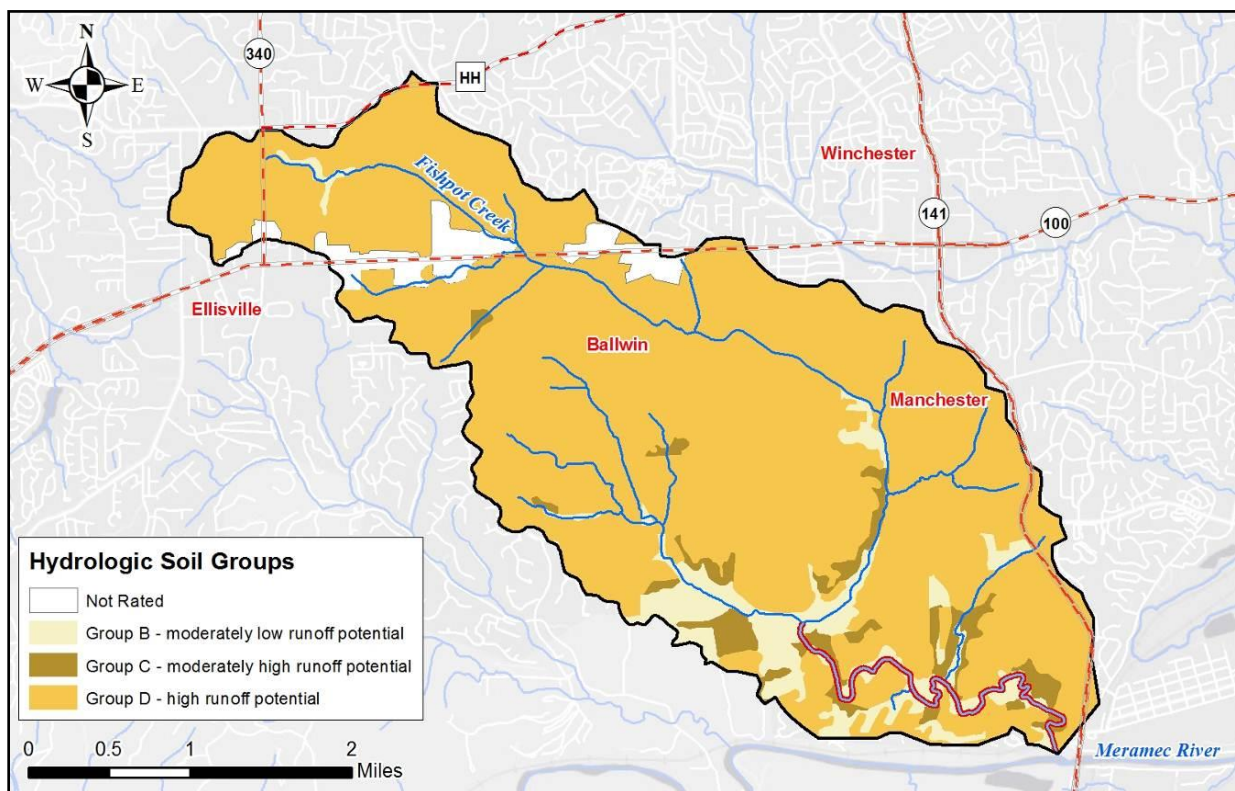 N
W E
S
340
HH
Winchester
Fishpot Creek
141
100
Ellisville
Ballwin
Manchester
Hydrologic Soil Groups
Not Rated
Group B - moderately low runoff potential
Group C - moderately high runoff potential
Group D - high runoff potential
0 0.5 1 2
Miles
Meramec River